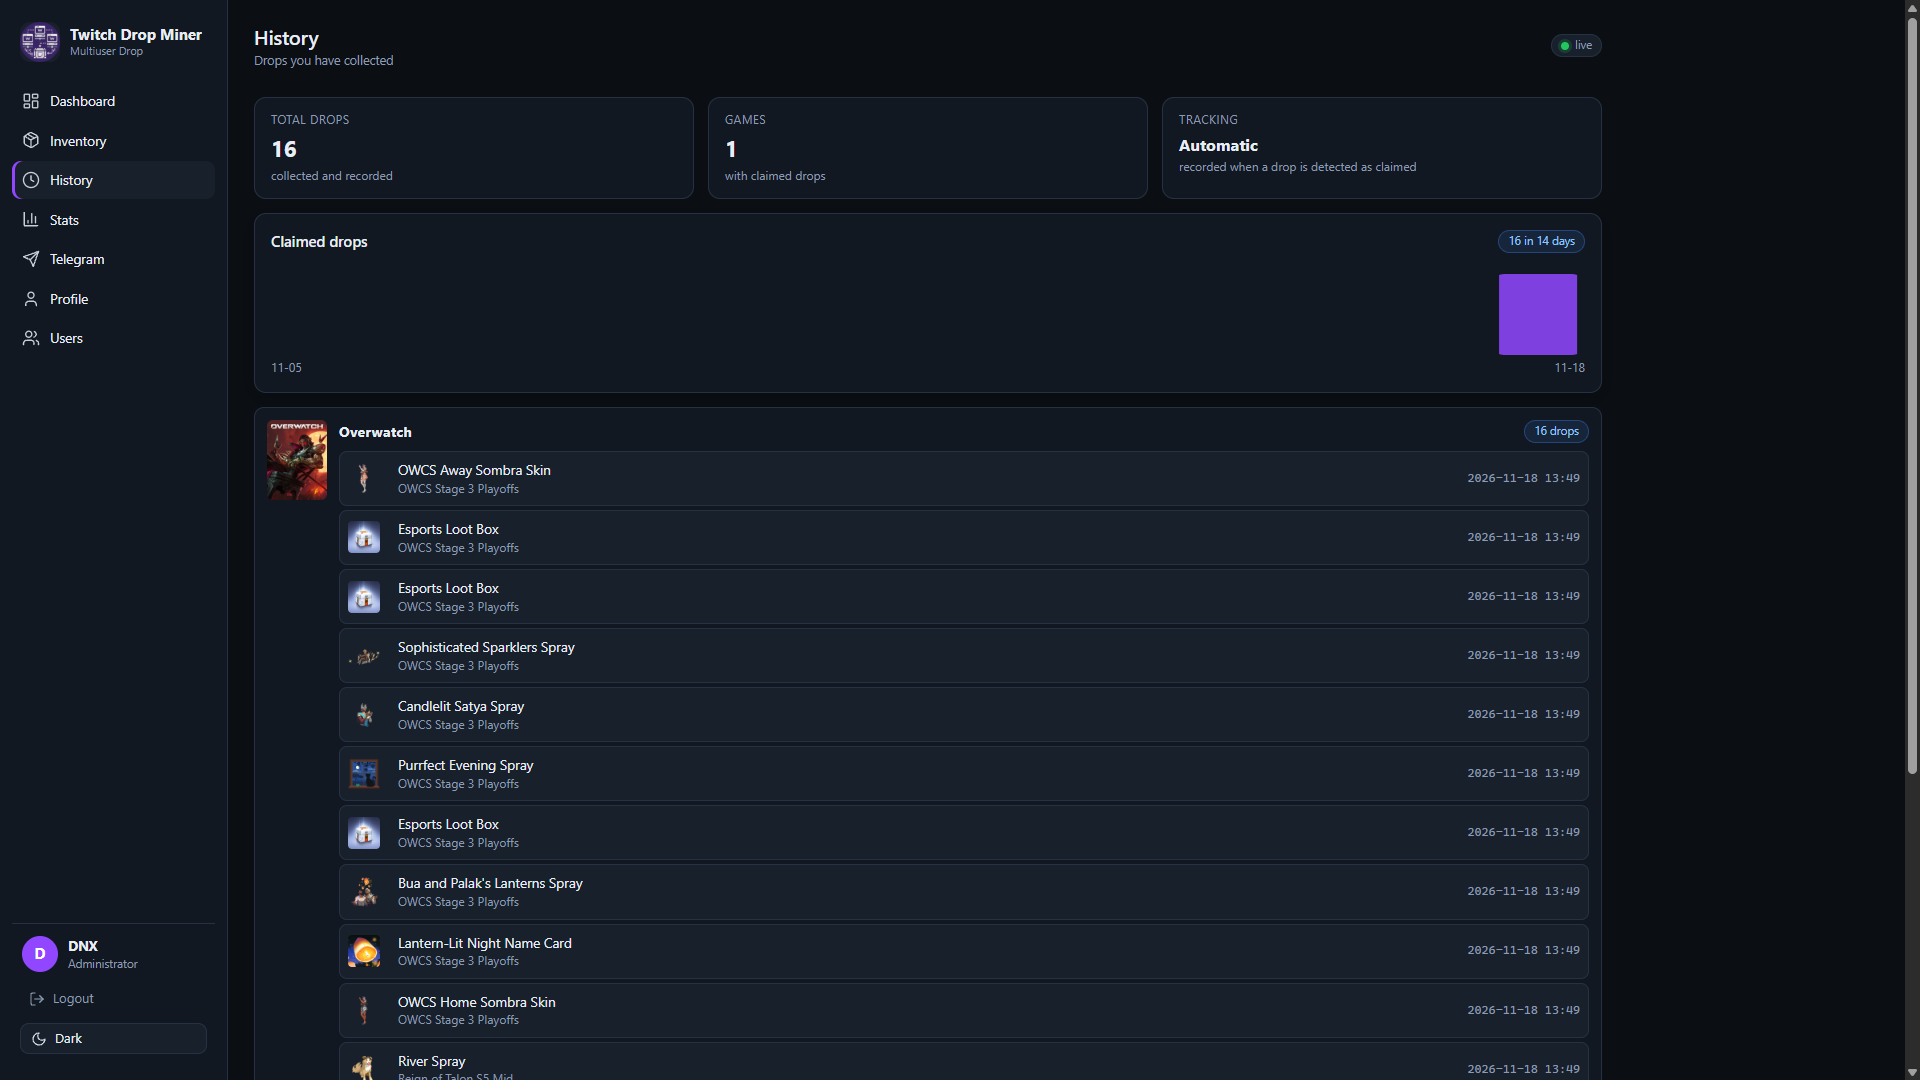 Twitch Drop Miner
Multiuser Drop
Dashboard
Inventory
History
Stats
Telegram
Profile
Users
D
DNX
Administrator
Logout
Dark
History
Drops you have collected
live
TOTAL DROPS
16
collected and recorded
GAMES
1
with claimed drops
TRACKING
Automatic
recorded when a drop is detected as claimed
Claimed drops
16 in 14 days
11-05
11-18
OVERWATCH
Overwatch
16 drops
OWCS Away Sombra Skin
OWCS Stage 3 Playoffs
2026-11-18 13:49
Esports Loot Box
OWCS Stage 3 Playoffs
2026-11-18 13:49
Esports Loot Box
OWCS Stage 3 Playoffs
2026-11-18 13:49
Sophisticated Sparklers Spray
OWCS Stage 3 Playoffs
2026-11-18 13:49
Candlelit Satya Spray
OWCS Stage 3 Playoffs
2026-11-18 13:49
Purrfect Evening Spray
OWCS Stage 3 Playoffs
2026-11-18 13:49
Esports Loot Box
OWCS Stage 3 Playoffs
2026-11-18 13:49
Bua and Palak's Lanterns Spray
OWCS Stage 3 Playoffs
2026-11-18 13:49
Lantern-Lit Night Name Card
OWCS Stage 3 Playoffs
2026-11-18 13:49
OWCS Home Sombra Skin
OWCS Stage 3 Playoffs
2026-11-18 13:49
River Spray
Reign of Talon S5 Mid
2026-11-18 13:49